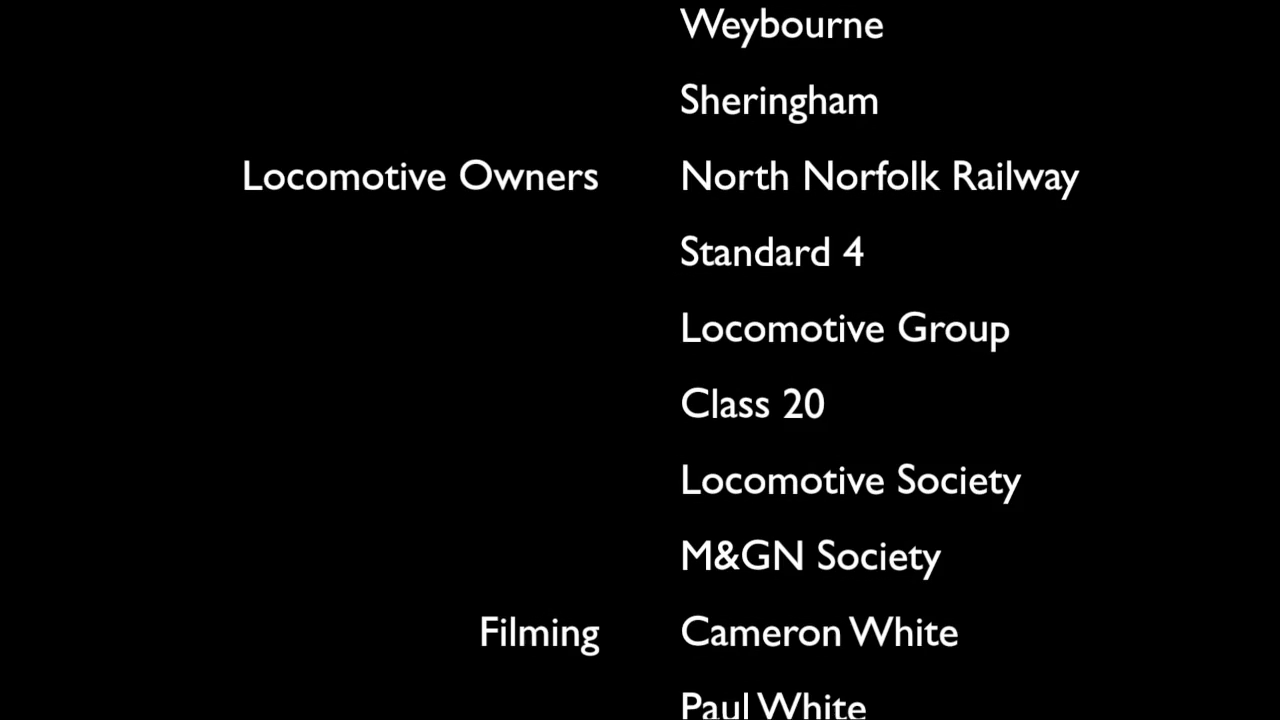 Weybourne
Sheringham
Locomotive Owners North Norfolk Railway
Standard 4
Locomotive Group
Class 20
Locomotive Society
M&GN Society
Filming Cameron White
Paul White